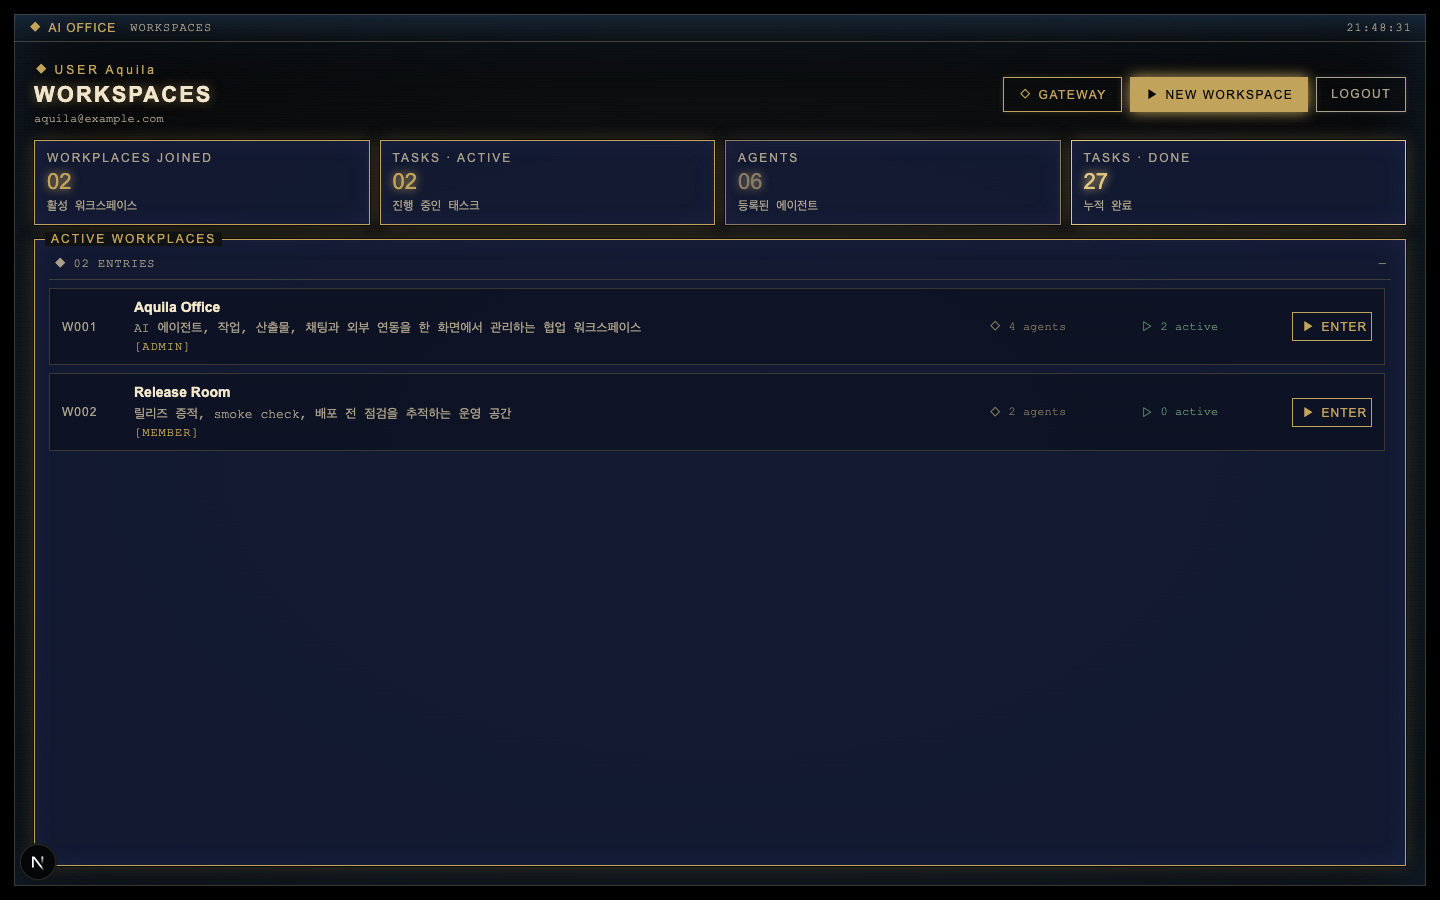 ◆ AI OFFICE WORKSPACES 21:48:31
◆ USER Aquila
WORKSPACES
aquila@example.com
◇ GATEWAY
▶ NEW WORKSPACE
LOGOUT
WORKPLACES JOINED
02
활성 워크스페이스
TASKS · ACTIVE
02
진행 중인 태스크
AGENTS
06
등록된 에이전트
TASKS · DONE
27
누적 완료
ACTIVE WORKPLACES
◆ 02 ENTRIES —
W001
Aquila Office
AI 에이전트, 작업, 산출물, 채팅과 외부 연동을 한 화면에서 관리하는 협업 워크스페이스
[ADMIN]
◇ 4 agents
▷ 2 active
▶ ENTER
W002
Release Room
릴리즈 증적, smoke check, 배포 전 점검을 추적하는 운영 공간
[MEMBER]
◇ 2 agents
▷ 0 active
▶ ENTER
N